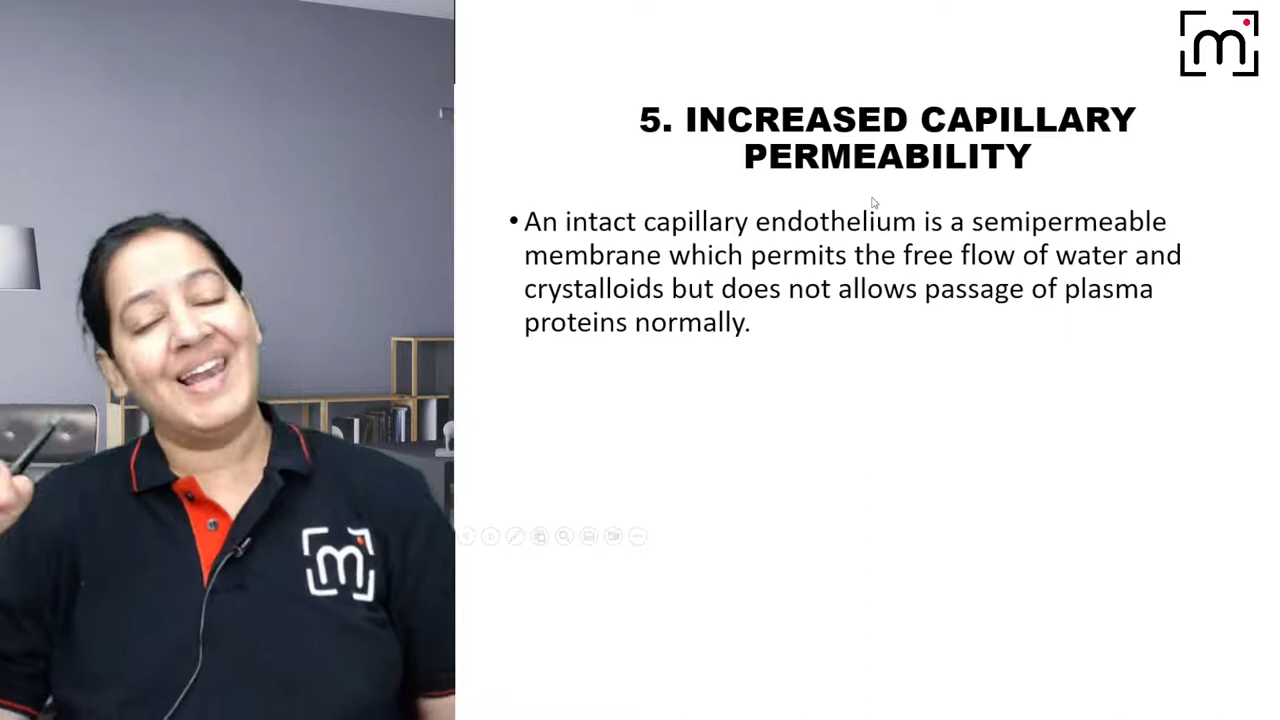 m
5. INCREASED CAPILLARY
PERMEABILITY
• An intact capillary endothelium is a semipermeable
membrane which permits the free flow of water and
crystalloids but does not allows passage of plasma
proteins normally.
m